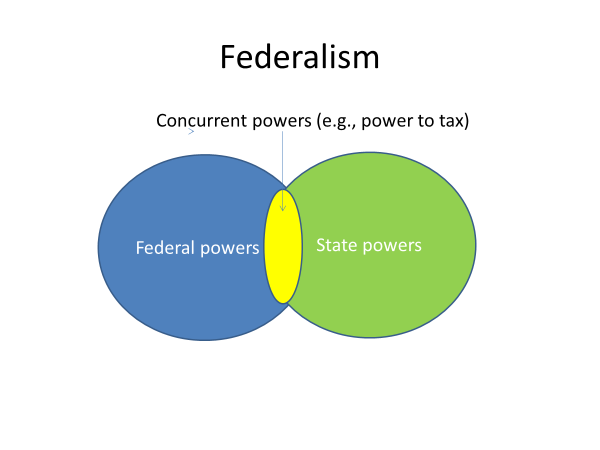 Federalism
Concurrent powers (e.g., power to tax)
Federal powers
State powers